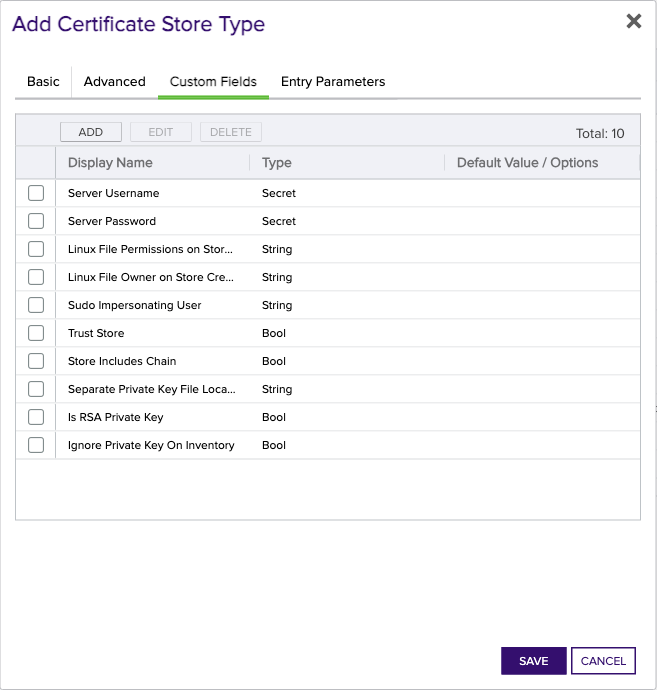 Add Certificate Store Type
Basic Advanced Custom Fields Entry Parameters
ADD EDIT DELETE Total: 10
Display Name Type Default Value / Options
Server Username Secret
Server Password Secret
Linux File Permissions on Stor... String
Linux File Owner on Store Cre... String
Sudo Impersonating User String
Trust Store Bool
Store Includes Chain Bool
Separate Private Key File Loca... String
Is RSA Private Key Bool
Ignore Private Key On Inventory Bool
SAVE CANCEL